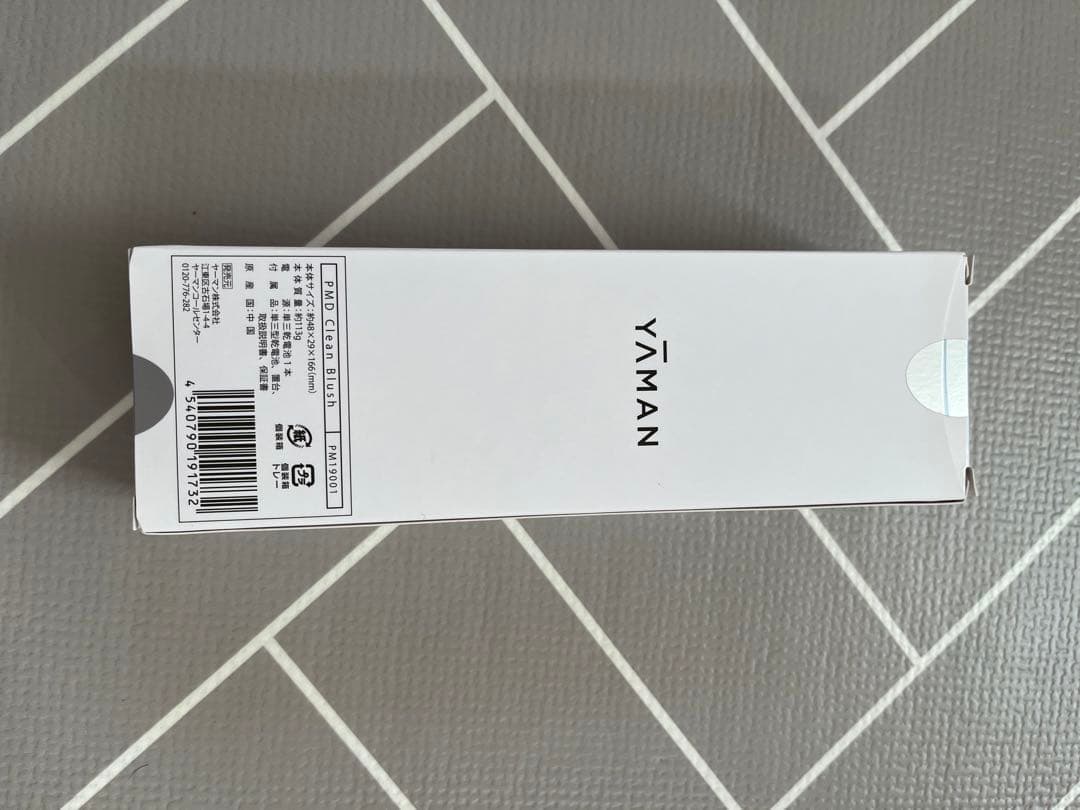 YĀMAN
PMD Clean Blush PM19001
本体サイズ：約48×29×166(mm)
本体質量：約113g
電源：単三乾電池1本
付属品：単三型乾電池、置台、
取扱説明書、保証書
原産国：中国
紙
個装箱
プラ
個装箱
トレー
発売元
ヤーマン株式会社
江東区古石場1-4-4
ヤーマンコールセンター
0120-776-282
4 540790 191732